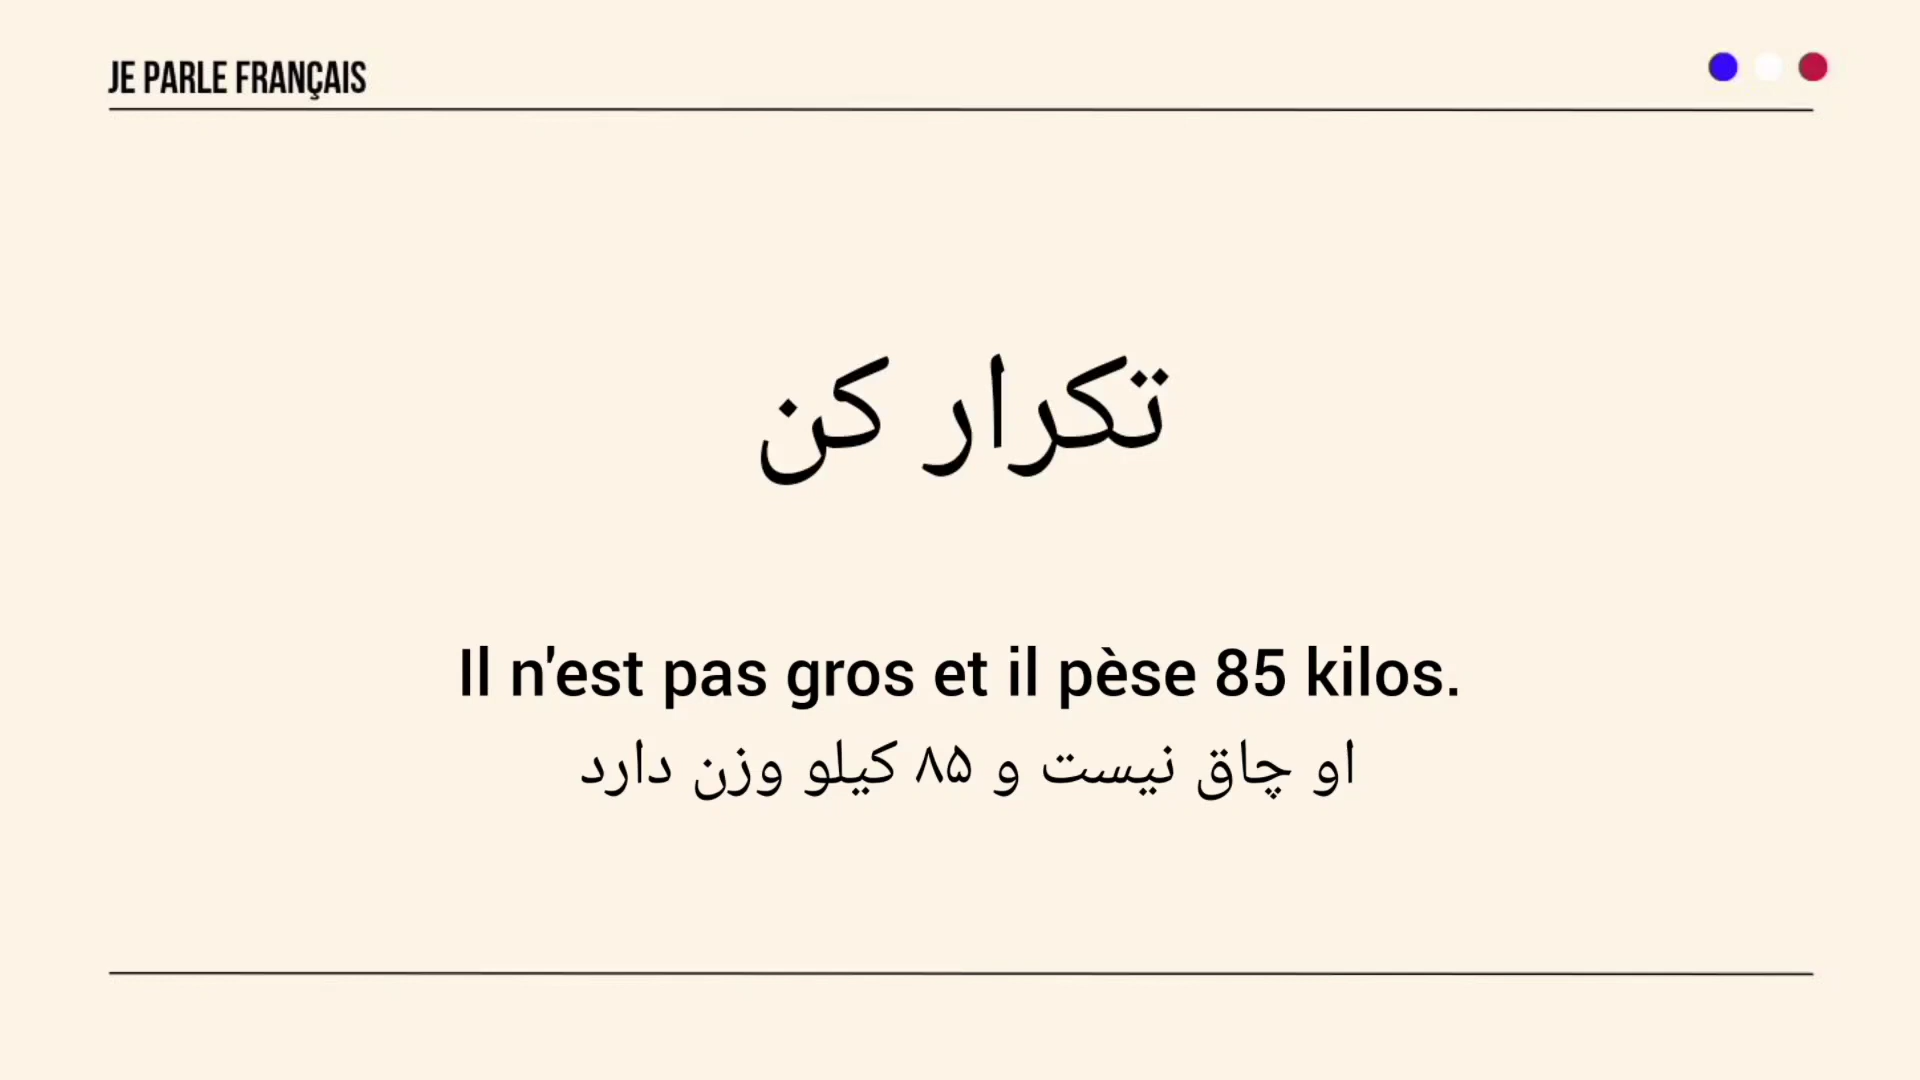 JE PARLE FRANÇAIS
تکرار کن
Il n'est pas gros et il pèse 85 kilos.
او چاق نیست و ۸۵ کیلو وزن دارد